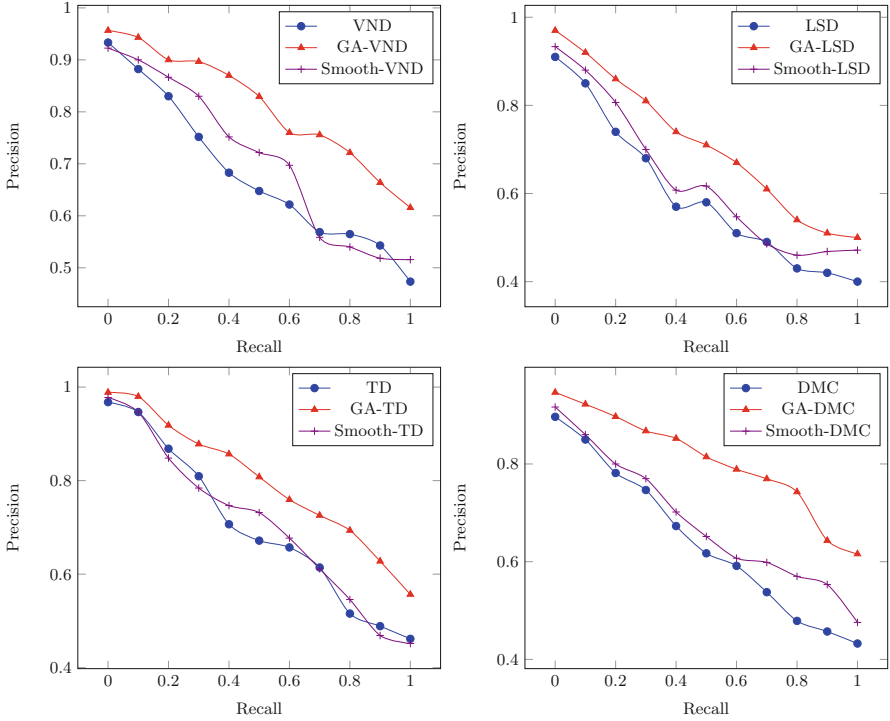 1
0.9
0.8
0.7
0.6
0.5
Precision
0 0.2 0.4 0.6 0.8 1
Recall
VND
GA-VND
Smooth-VND
1
0.8
0.6
0.4
Precision
0 0.2 0.4 0.6 0.8 1
Recall
LSD
GA-LSD
Smooth-LSD
1
0.8
0.6
0.4
Precision
0 0.2 0.4 0.6 0.8 1
Recall
TD
GA-TD
Smooth-TD
0.8
0.6
0.4
Precision
0 0.2 0.4 0.6 0.8 1
Recall
DMC
GA-DMC
Smooth-DMC